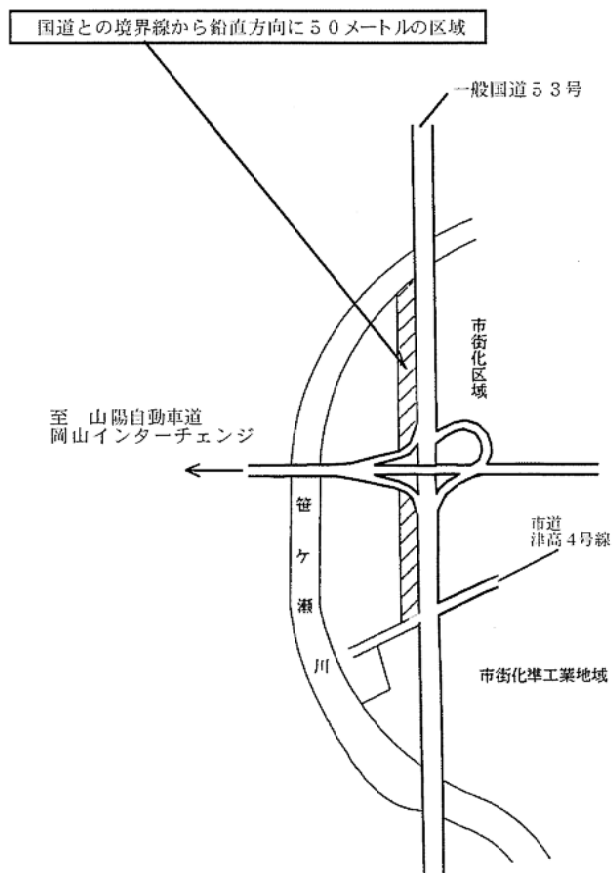 国道との境界線から鉛直方向に50メートルの区域
一般国道53号
市街化区域
至 山陽自動車道
岡山インターチェンジ
笹ヶ瀬川
市道
津高4号線
市街化準工業地域